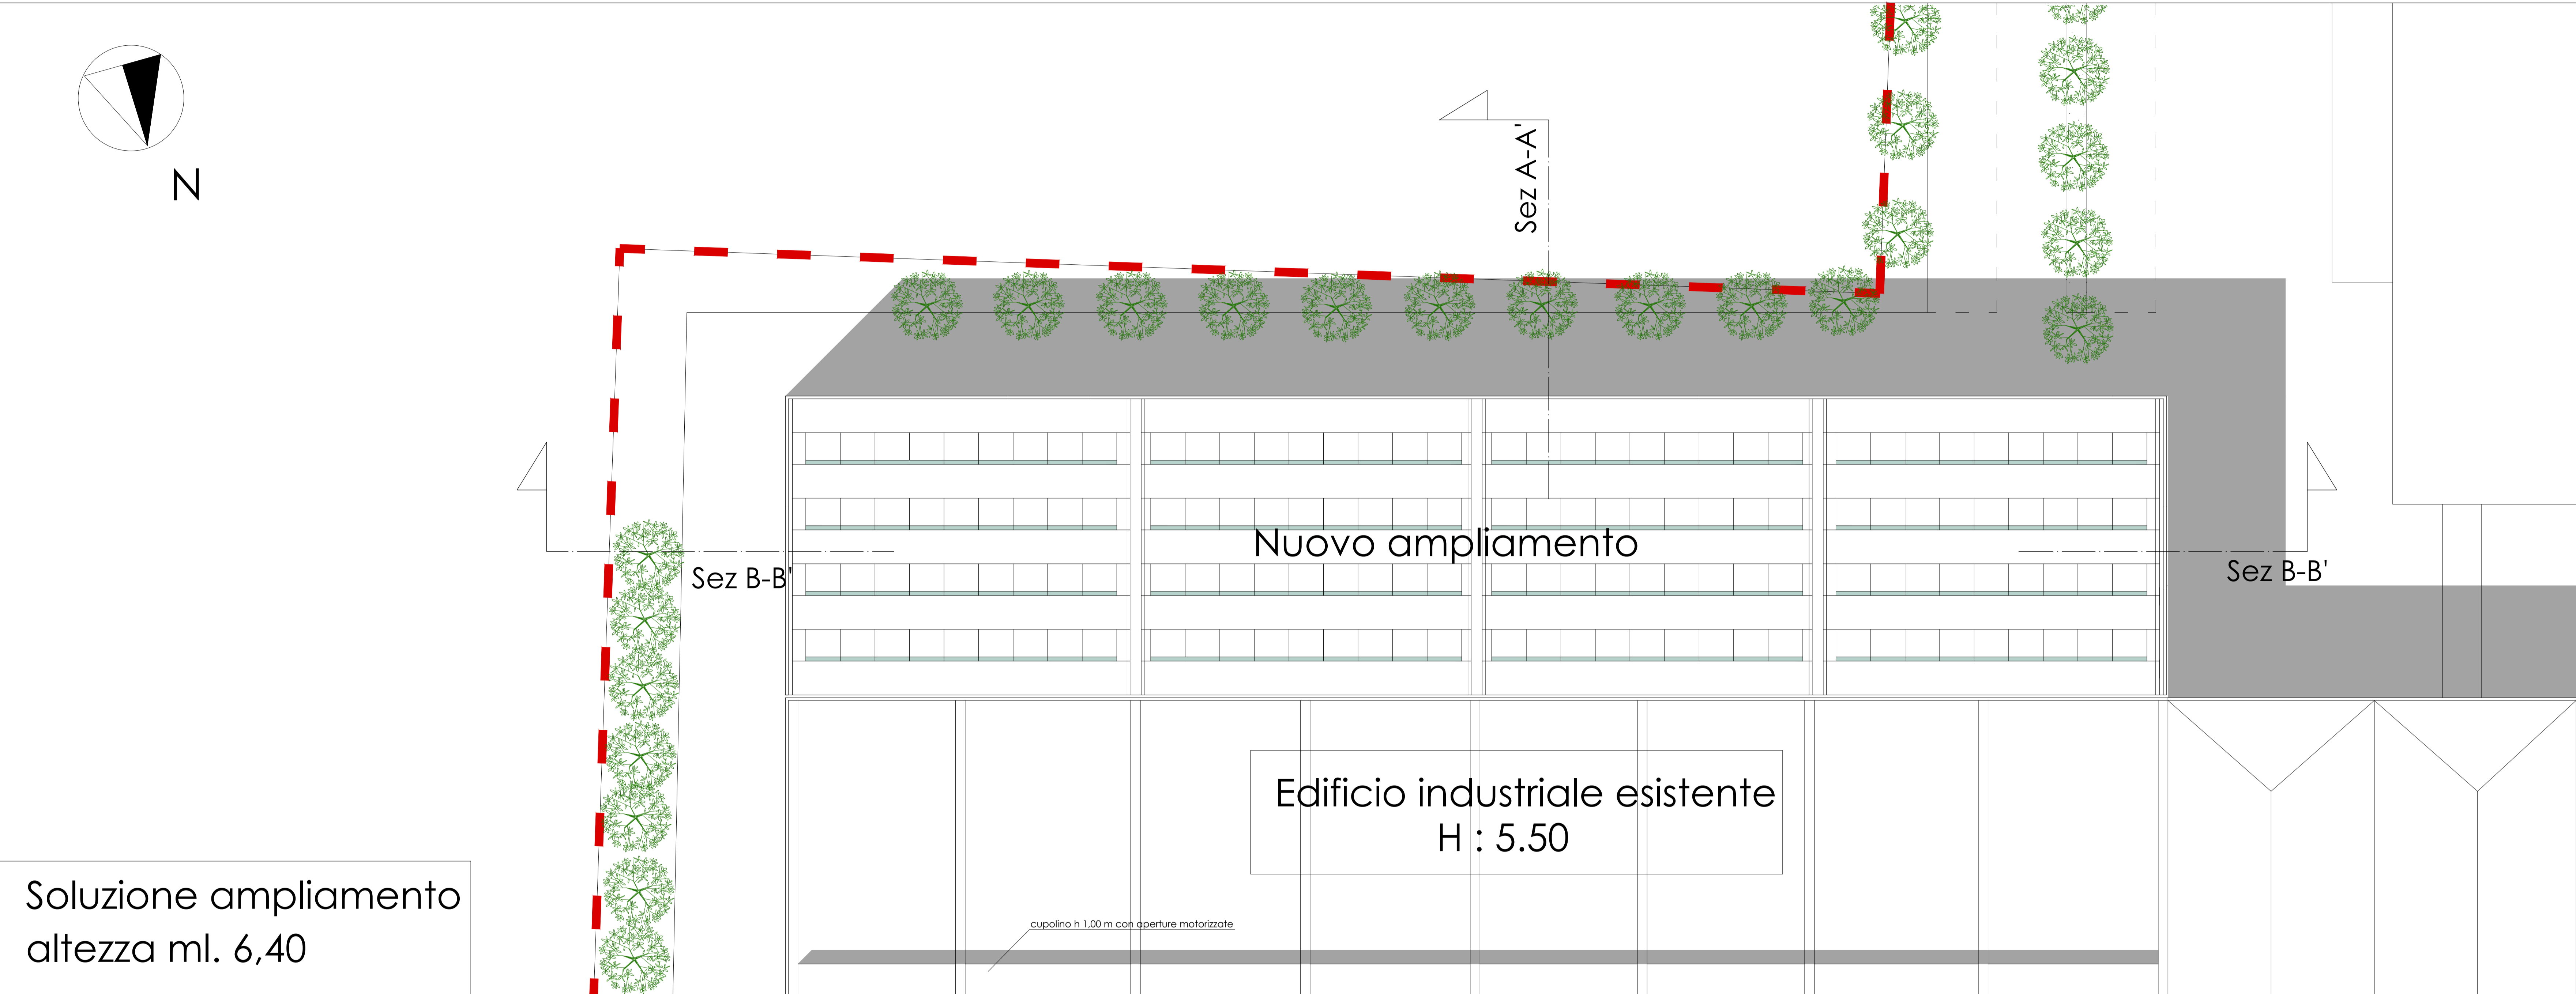 N
Sez A-A'
Nuovo ampliamento
Sez B-B'
Sez B-B'
Edificio industriale esistente
H : 5.50
Soluzione ampliamento
altezza ml. 6,40
cupolino h 1,00 m con aperture motorizzate